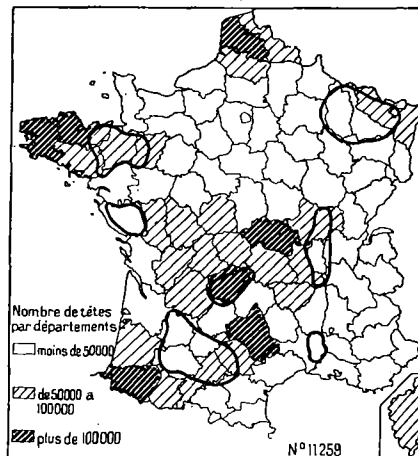 Nombre de têtes
par départements
moins de 50000
de 50000 a
100000
plus de 100000
N° 11259